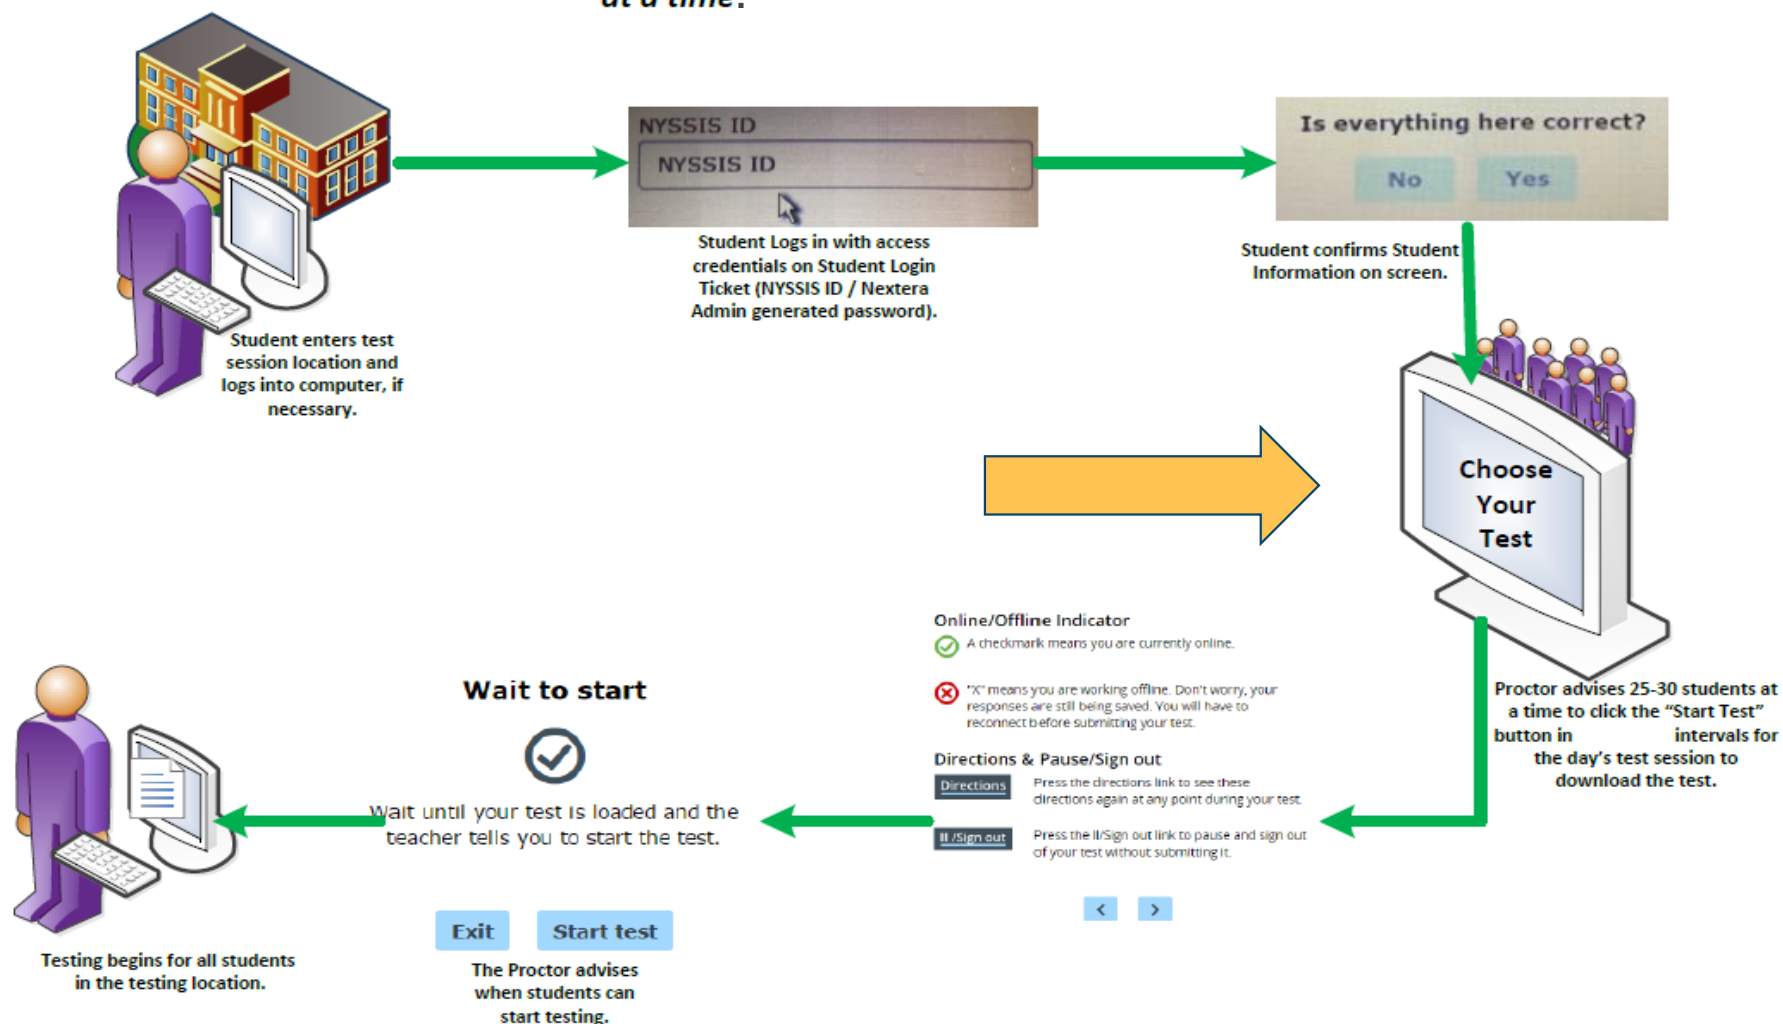 at a time.
NYSSIS ID
NYSSIS ID
Is everything here correct?
No Yes
Student Logs in with access
credentials on Student Login
Ticket (NYSSIS ID / Nextera
Admin generated password).
Student confirms Student
Information on screen.
Student enters test
session location and
logs into computer, if
necessary.
Choose
Your
Test
Proctor advises 25-30 students at
a time to click the “Start Test”
button in intervals for
the day’s test session to
download the test.
Online/Offline Indicator
A checkmark means you are currently online.
"X" means you are working offline. Don't worry, your
responses are still being saved. You will have to
reconnect before submitting your test.
Directions & Pause/Sign out
Directions
Press the directions link to see these
directions again at any point during your test.
II /Sign out
Press the II/Sign out link to pause and sign out
of your test without submitting it.
< >
Wait to start
Wait until your test is loaded and the
teacher tells you to start the test.
Exit Start test
The Proctor advises
when students can
start testing.
Testing begins for all students
in the testing location.